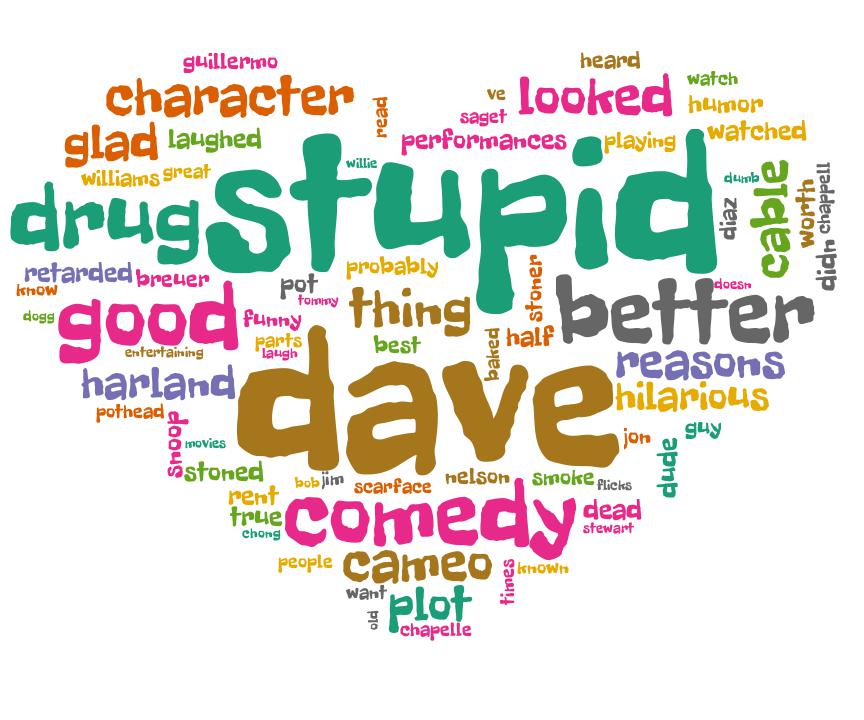 guillermo
heard
character
read
ve
looked
watch
humor
saget
glad
laughed
performances
playing
watched
williams
great
willie
stupid
dumb
cable
worth
chappell
drug
diaz
didn
retarded
breuer
know
pot
tommy
probably
stoner
doesn
dogg
good
funny
thing
better
entertaining
parts
laugh
best
baked
half
reasons
harland
dave
hilarious
pothead
snoop
movies
jon
guy
dude
stoned
bob
jim
scarface
nelson
smoke
flicks
rent
true
chong
comedy
dead
stewart
people
cameo
times
known
want
old
plot
chapelle